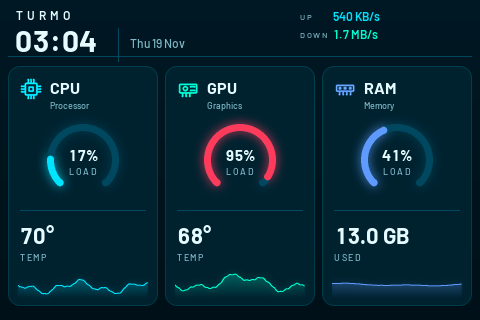 TURMO
03:04
Thu 19 Nov
UP 540 KB/s
DOWN 1.7 MB/s
CPU
Processor
17%
LOAD
70°
TEMP
GPU
Graphics
95%
LOAD
68°
TEMP
RAM
Memory
41%
LOAD
13.0 GB
USED